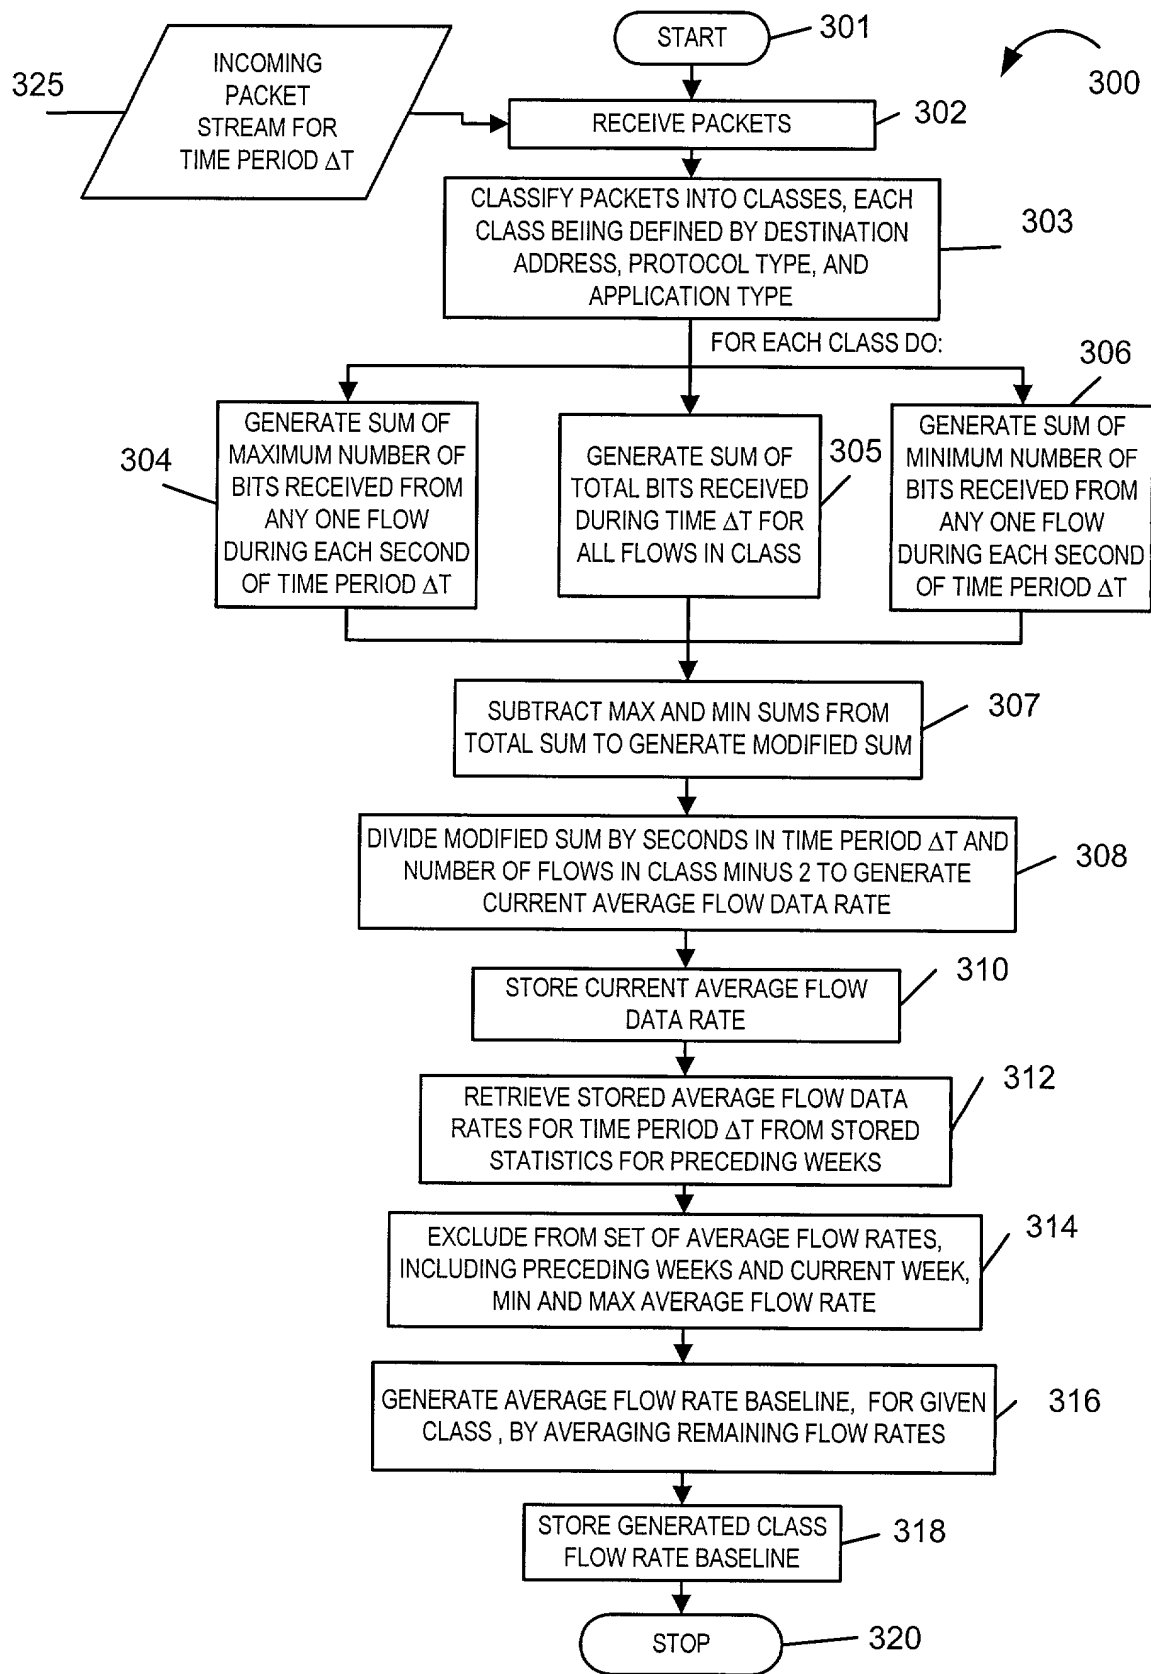 START
301
300
325
INCOMING
PACKET
STREAM FOR
TIME PERIOD ΔT
RECEIVE PACKETS
302
CLASSIFY PACKETS INTO CLASSES, EACH
CLASS BEIING DEFINED BY DESTINATION
ADDRESS, PROTOCOL TYPE, AND
APPLICATION TYPE
303
FOR EACH CLASS DO:
304
GENERATE SUM OF
MAXIMUM NUMBER OF
BITS RECEIVED FROM
ANY ONE FLOW
DURING EACH SECOND
OF TIME PERIOD ΔT
305
GENERATE SUM OF
TOTAL BITS RECEIVED
DURING TIME ΔT FOR
ALL FLOWS IN CLASS
306
GENERATE SUM OF
MINIMUM NUMBER OF
BITS RECEIVED FROM
ANY ONE FLOW
DURING EACH SECOND
OF TIME PERIOD ΔT
SUBTRACT MAX AND MIN SUMS FROM
TOTAL SUM TO GENERATE MODIFIED SUM
307
DIVIDE MODIFIED SUM BY SECONDS IN TIME PERIOD ΔT AND
NUMBER OF FLOWS IN CLASS MINUS 2 TO GENERATE
CURRENT AVERAGE FLOW DATA RATE
308
STORE CURRENT AVERAGE FLOW
DATA RATE
310
RETRIEVE STORED AVERAGE FLOW DATA
RATES FOR TIME PERIOD ΔT FROM STORED
STATISTICS FOR PRECEDING WEEKS
312
EXCLUDE FROM SET OF AVERAGE FLOW RATES,
INCLUDING PRECEDING WEEKS AND CURRENT WEEK,
MIN AND MAX AVERAGE FLOW RATE
314
GENERATE AVERAGE FLOW RATE BASELINE, FOR GIVEN
CLASS , BY AVERAGING REMAINING FLOW RATES
316
STORE GENERATED CLASS
FLOW RATE BASELINE
318
STOP
320